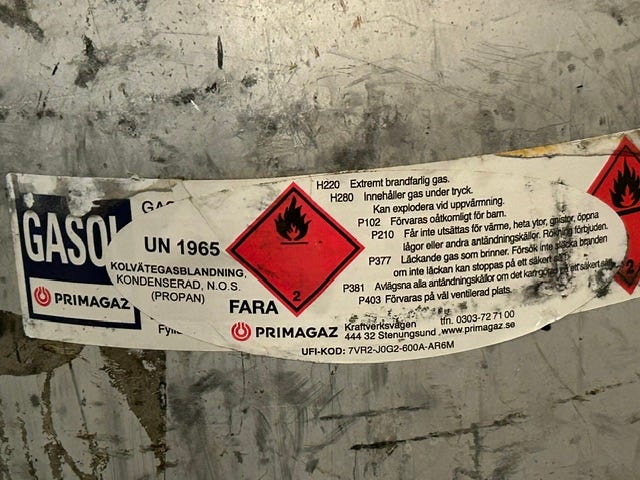 GASOL
PRIMAGAZ
GA
Fylle
UN 1965
KOLVÄTEGASBLANDNING,
KONDENSERAD, N.O.S.
(PROPAN)
2
FARA
PRIMAGAZ
H220 Extremt brandfarlig gas.
H280 Innehåller gas under tryck.
Kan explodera vid uppvärmning.
P102 Förvaras oåtkomligt för barn.
P210 Får inte utsättas för värme, heta ytor, gnistor, öppna
lågor eller andra antändningskällor. Rökning förbjuden.
P377 Läckande gas som brinner. Försök inte släcka branden
om inte läckan kan stoppas på ett säkert sätt.
P381 Avlägsna alla antändningskällor om det kan göras på ett säkert sätt.
P403 Förvaras på väl ventilerad plats.
Kraftverksvägen tfn. 0303-72 71 00
444 32 Stenungsund www.primagaz.se
UFI-KOD: 7VR2-J0G2-600A-AR6M
2